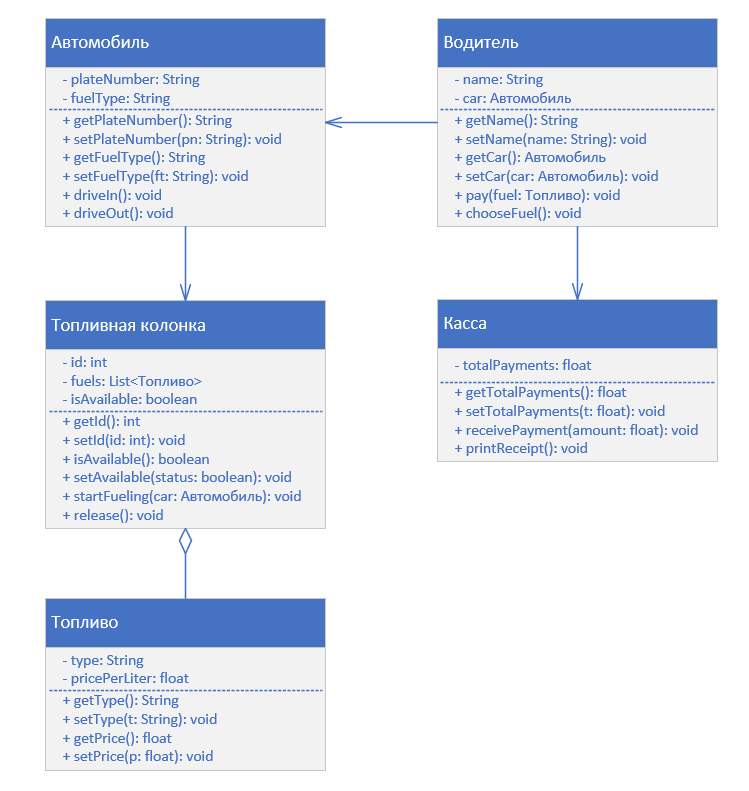 Автомобиль
- plateNumber: String
- fuelType: String
+ getPlateNumber(): String
+ setPlateNumber(pn: String): void
+ getFuelType(): String
+ setFuelType(ft: String): void
+ driveIn(): void
+ driveOut(): void
Водитель
- name: String
- car: Автомобиль
+ getName(): String
+ setName(name: String): void
+ getCar(): Автомобиль
+ setCar(car: Автомобиль): void
+ pay(fuel: Топливо): void
+ chooseFuel(): void
Топливная колонка
- id: int
- fuels: List<Топливо>
- isAvailable: boolean
+ getId(): int
+ setId(id: int): void
+ isAvailable(): boolean
+ setAvailable(status: boolean): void
+ startFueling(car: Автомобиль): void
+ release(): void
Касса
- totalPayments: float
+ getTotalPayments(): float
+ setTotalPayments(t: float): void
+ receivePayment(amount: float): void
+ printReceipt(): void
Топливо
- type: String
- pricePerLiter: float
+ getType(): String
+ setType(t: String): void
+ getPrice(): float
+ setPrice(p: float): void